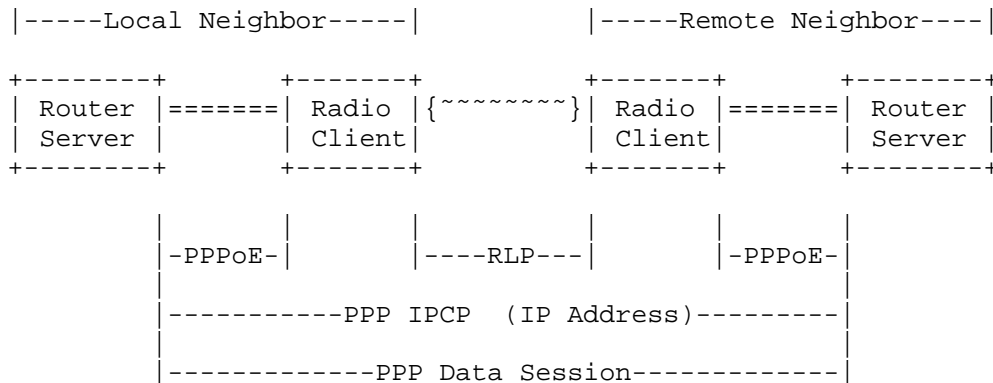 |-----Local Neighbor-----|          |-----Remote Neighbor----|
+--------+       +-------+          +-------+       +--------+
| Router |=======| Radio |{~~~~~~~~}| Radio |=======| Router |
| Server |       | Client|          | Client|       | Server |
+--------+       +-------+          +-------+       +--------+
         |       |       |          |       |       |
         |-PPPoE-|       |----RLP---|       |-PPPoE-|
         |                                          |
         |-----------PPP IPCP  (IP Address)---------|
         |                                          |
         |-------------PPP Data Session-------------|